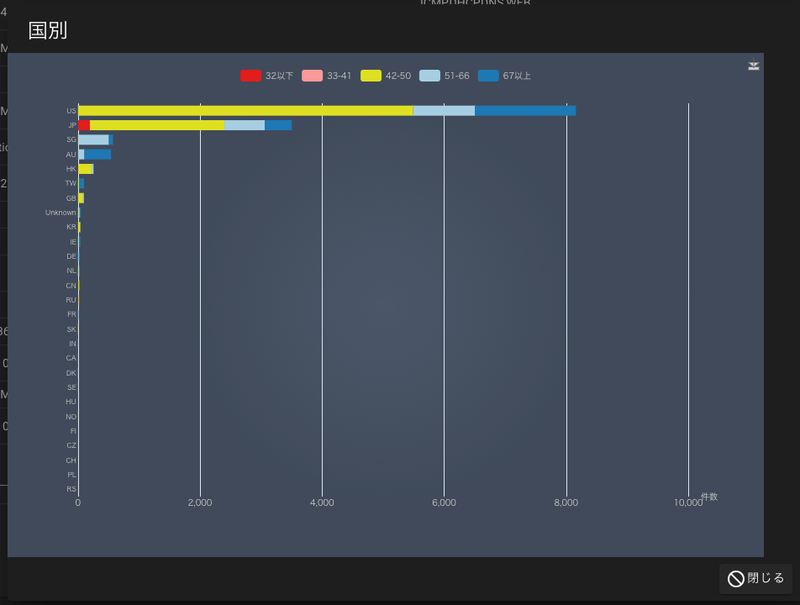 国別
32以下 33-41 42-50 51-66 67以上
US
JP
SG
AU
HK
TW
GB
Unknown
KR
IE
DE
NL
CN
RU
FR
SK
IN
CA
DK
SE
HU
NO
FI
CZ
CH
PL
RS
0 2,000 4,000 6,000 8,000 10,000 件数
閉じる